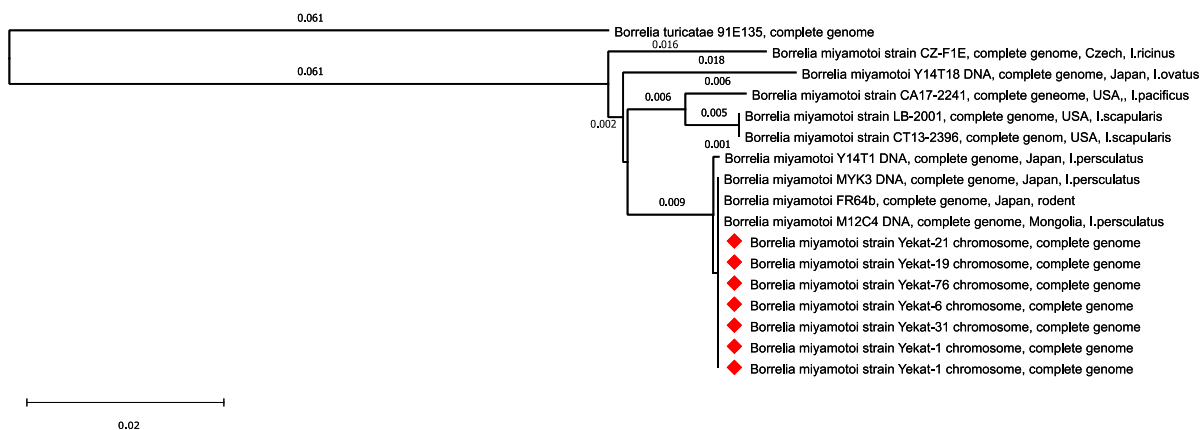 0.061
Borrelia turicatae 91E135, complete genome
0.016
Borrelia miyamotoi strain CZ-F1E, complete genome, Czech, I.ricinus
0.061
0.018
Borrelia miyamotoi Y14T18 DNA, complete genome, Japan, I.ovatus
0.006
Borrelia miyamotoi strain CA17-2241, complete geneome, USA,, I.pacificus
0.006
0.005
Borrelia miyamotoi strain LB-2001, complete genome, USA, I.scapularis
0.002
Borrelia miyamotoi strain CT13-2396, complete genom, USA, I.scapularis
0.001
Borrelia miyamotoi Y14T1 DNA, complete genome, Japan, I.persculatus
Borrelia miyamotoi MYK3 DNA, complete genome, Japan, I.persculatus
0.009
Borrelia miyamotoi FR64b, complete genome, Japan, rodent
Borrelia miyamotoi M12C4 DNA, complete genome, Mongolia, I.persculatus
Borrelia miyamotoi strain Yekat-21 chromosome, complete genome
Borrelia miyamotoi strain Yekat-19 chromosome, complete genome
Borrelia miyamotoi strain Yekat-76 chromosome, complete genome
Borrelia miyamotoi strain Yekat-6 chromosome, complete genome
Borrelia miyamotoi strain Yekat-31 chromosome, complete genome
Borrelia miyamotoi strain Yekat-1 chromosome, complete genome
Borrelia miyamotoi strain Yekat-1 chromosome, complete genome
0.02